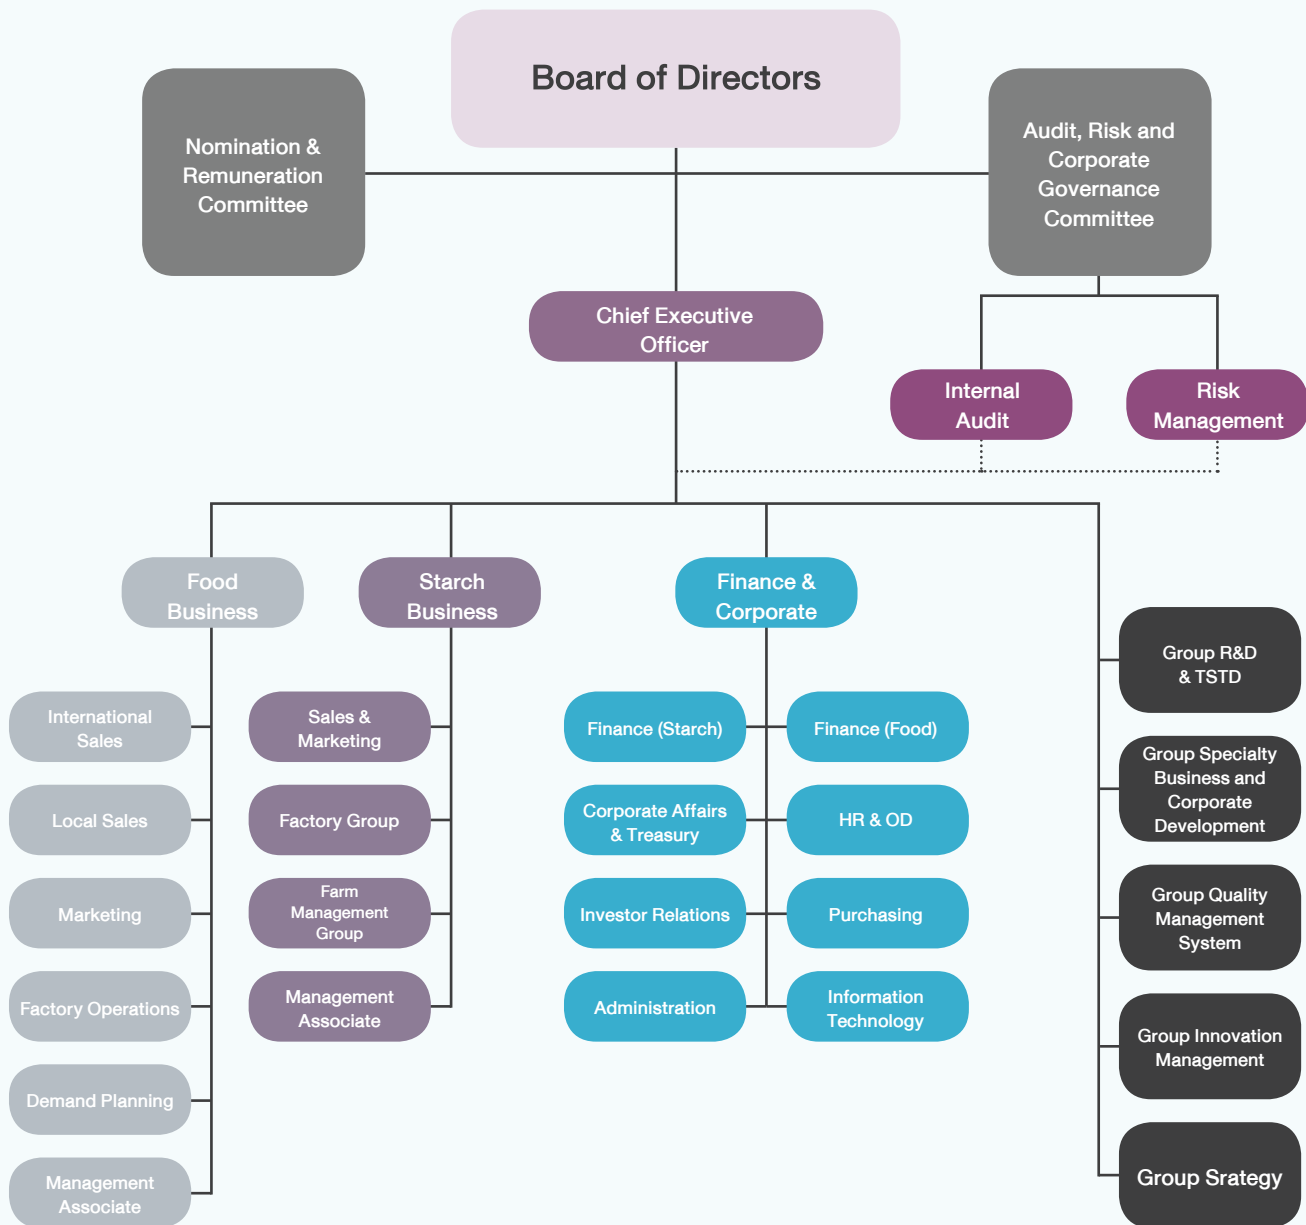 Board of Directors
Nomination &
Remuneration
Committee
Audit, Risk and
Corporate
Governance
Committee
Chief Executive
Officer
Internal
Audit
Risk
Management
Food
Business
Starch
Business
Finance &
Corporate
International
Sales
Local Sales
Marketing
Factory Operations
Demand Planning
Management
Associate
Sales &
Marketing
Factory Group
Farm
Management
Group
Management
Associate
Finance (Starch)
Finance (Food)
Corporate Affairs
& Treasury
HR & OD
Investor Relations
Purchasing
Administration
Information
Technology
Group R&D
& TSTD
Group Specialty
Business and
Corporate
Development
Group Quality
Management
System
Group Innovation
Management
Group Srategy